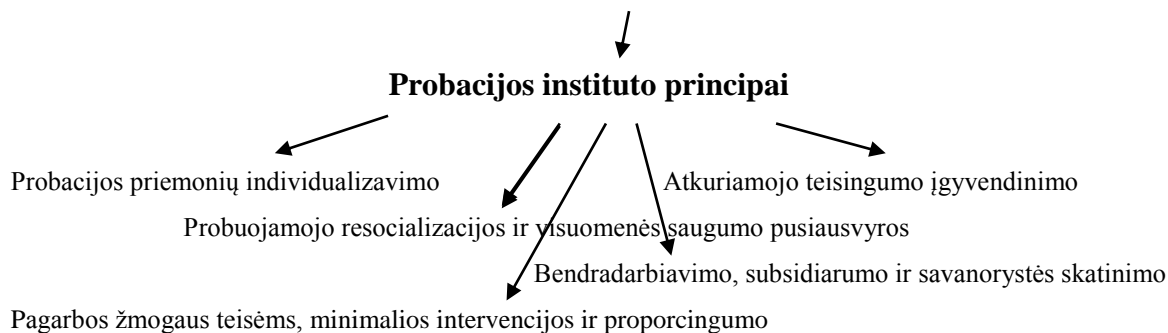 Probacijos instituto principai
Probacijos priemonių individualizavimo
Atkuriamojo teisingumo įgyvendinimo
Probuojamojo resocializacijos ir visuomenės saugumo pusiausvyros
Bendradarbiavimo, subsidiarumo ir savanorystės skatinimo
Pagarbos žmogaus teisėms, minimalios intervencijos ir proporcingumo